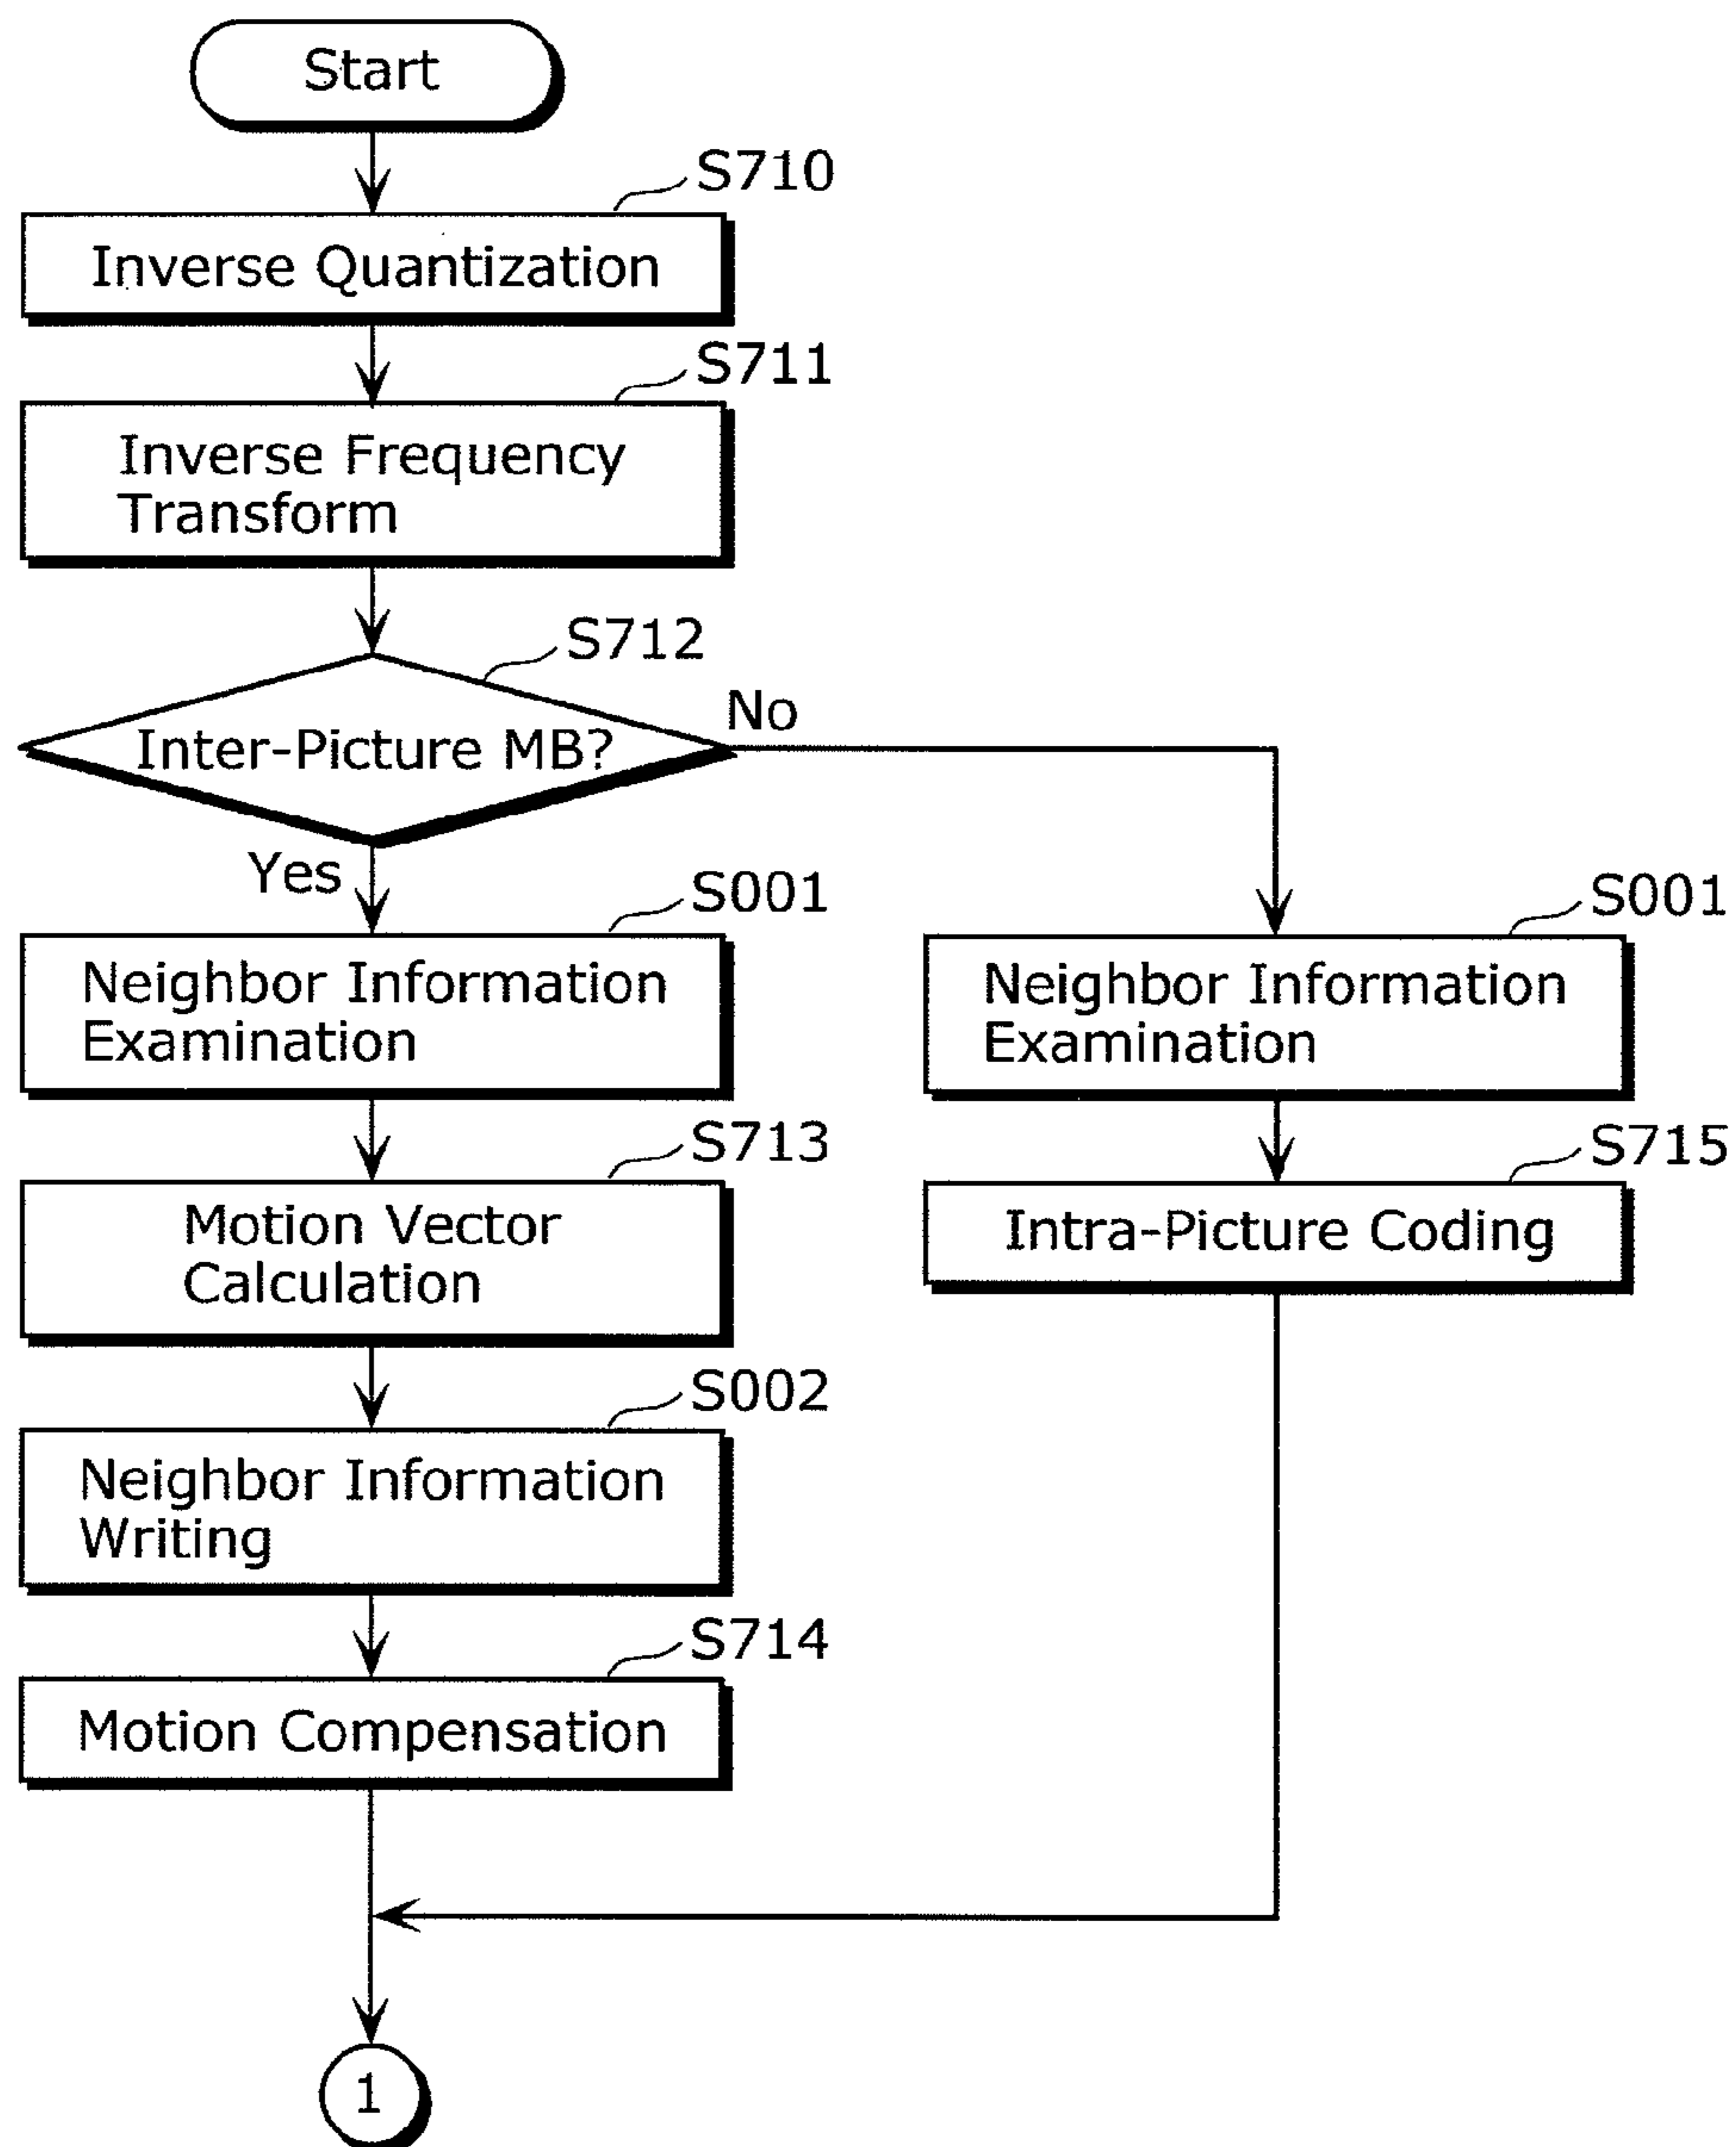 Start
S710
Inverse Quantization
S711
Inverse Frequency
Transform
S712
Inter-Picture MB?
No
Yes
S001
Neighbor Information
Examination
S713
Motion Vector
Calculation
S002
Neighbor Information
Writing
S714
Motion Compensation
S001
Neighbor Information
Examination
S715
Intra-Picture Coding
1